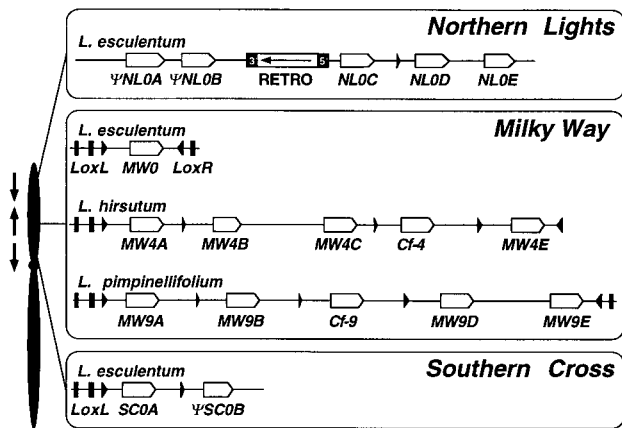 Northern Lights
L. esculentum
3 5
ΨNL0A ΨNL0B RETRO NL0C NL0D NL0E
Milky Way
L. esculentum
LoxL MW0 LoxR
L. hirsutum
MW4A MW4B MW4C Cf-4 MW4E
L. pimpinellifolium
MW9A MW9B Cf-9 MW9D MW9E
Southern Cross
L. esculentum
LoxL SC0A ΨSC0B